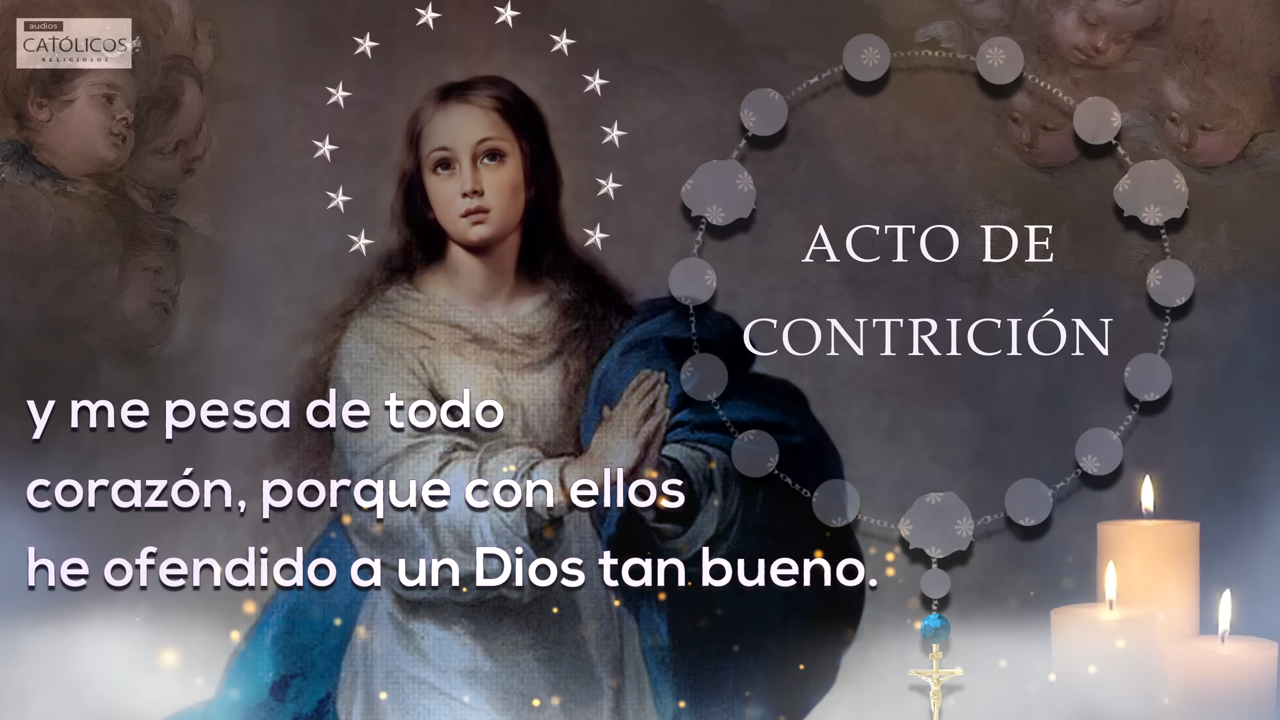 audios
CATÓLICOS
RELIGIOSOS
ACTO DE
CONTRICIÓN
y me pesa de todo
corazón, porque con ellos
he ofendido a un Dios tan bueno.